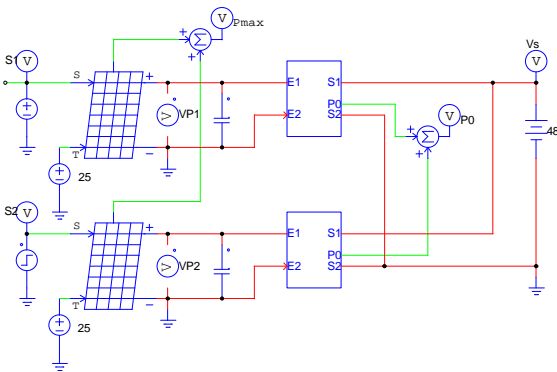 V Pmax
S1 V
Vs
V
S
+
E1 S1
P0
V P0
V VP1
E2 S2
48
T
25
S2 V
S
+
E1 S1
V VP2
P0
E2 S2
T
25